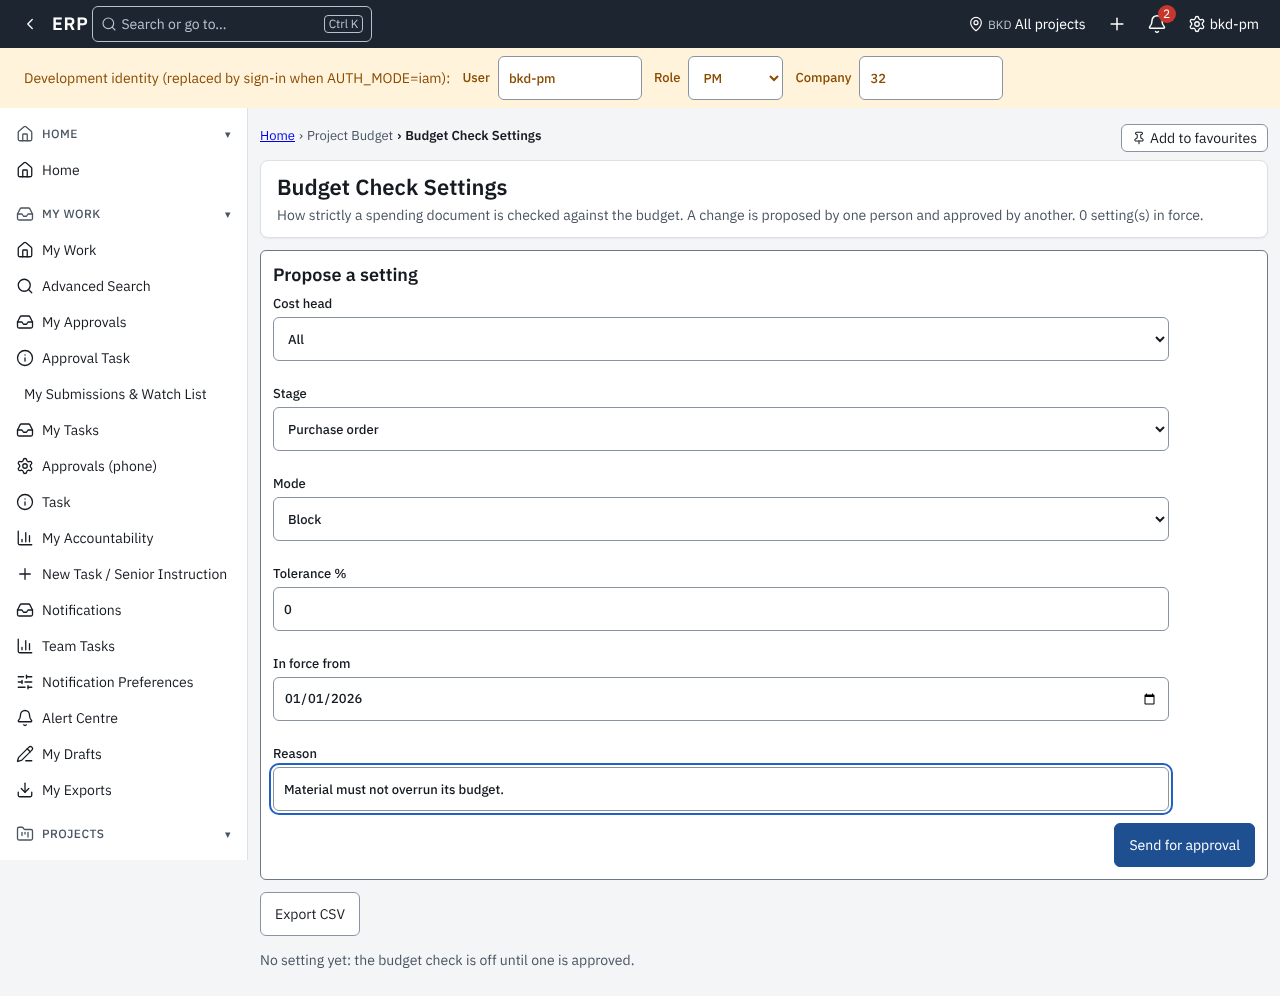 ERP
Search or go to...
Ctrl K
BKD All projects
2
bkd-pm
Development identity (replaced by sign-in when AUTH_MODE=iam):
User
bkd-pm
Role
PM
Company
32
HOME
Home
MY WORK
My Work
Advanced Search
My Approvals
Approval Task
My Submissions & Watch List
My Tasks
Approvals (phone)
Task
My Accountability
New Task / Senior Instruction
Notifications
Team Tasks
Notification Preferences
Alert Centre
My Drafts
My Exports
PROJECTS
Home › Project Budget › Budget Check Settings
Add to favourites
Budget Check Settings
How strictly a spending document is checked against the budget. A change is proposed by one person and approved by another. 0 setting(s) in force.
Propose a setting
Cost head
All
Stage
Purchase order
Mode
Block
Tolerance %
0
In force from
01/01/2026
Reason
Material must not overrun its budget.
Send for approval
Export CSV
No setting yet: the budget check is off until one is approved.